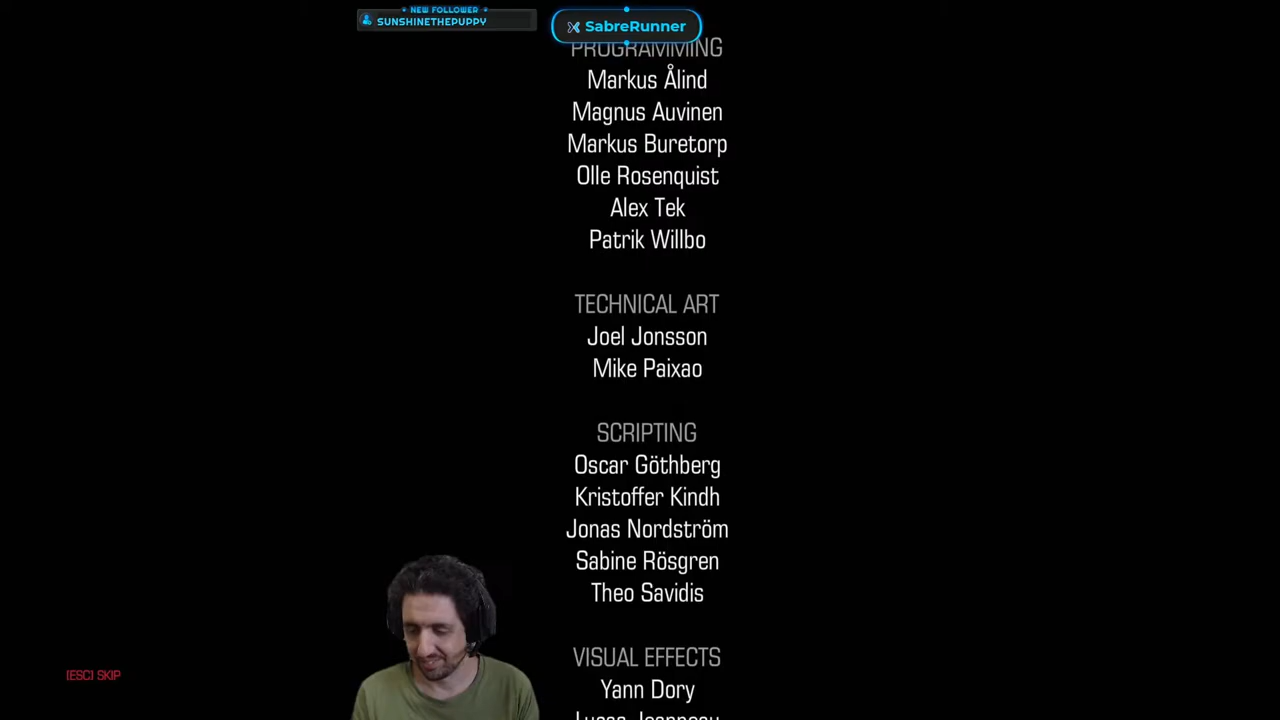 NEW FOLLOWER
SUNSHINETHEPUPPY
SabreRunner
PROGRAMMING
Markus Ålind
Magnus Auvinen
Markus Buretorp
Olle Rosenquist
Alex Tek
Patrik Willbo
TECHNICAL ART
Joel Jonsson
Mike Paixao
SCRIPTING
Oscar Göthberg
Kristoffer Kindh
Jonas Nordström
Sabine Rösgren
Theo Savidis
VISUAL EFFECTS
Yann Dory
[ESC] SKIP